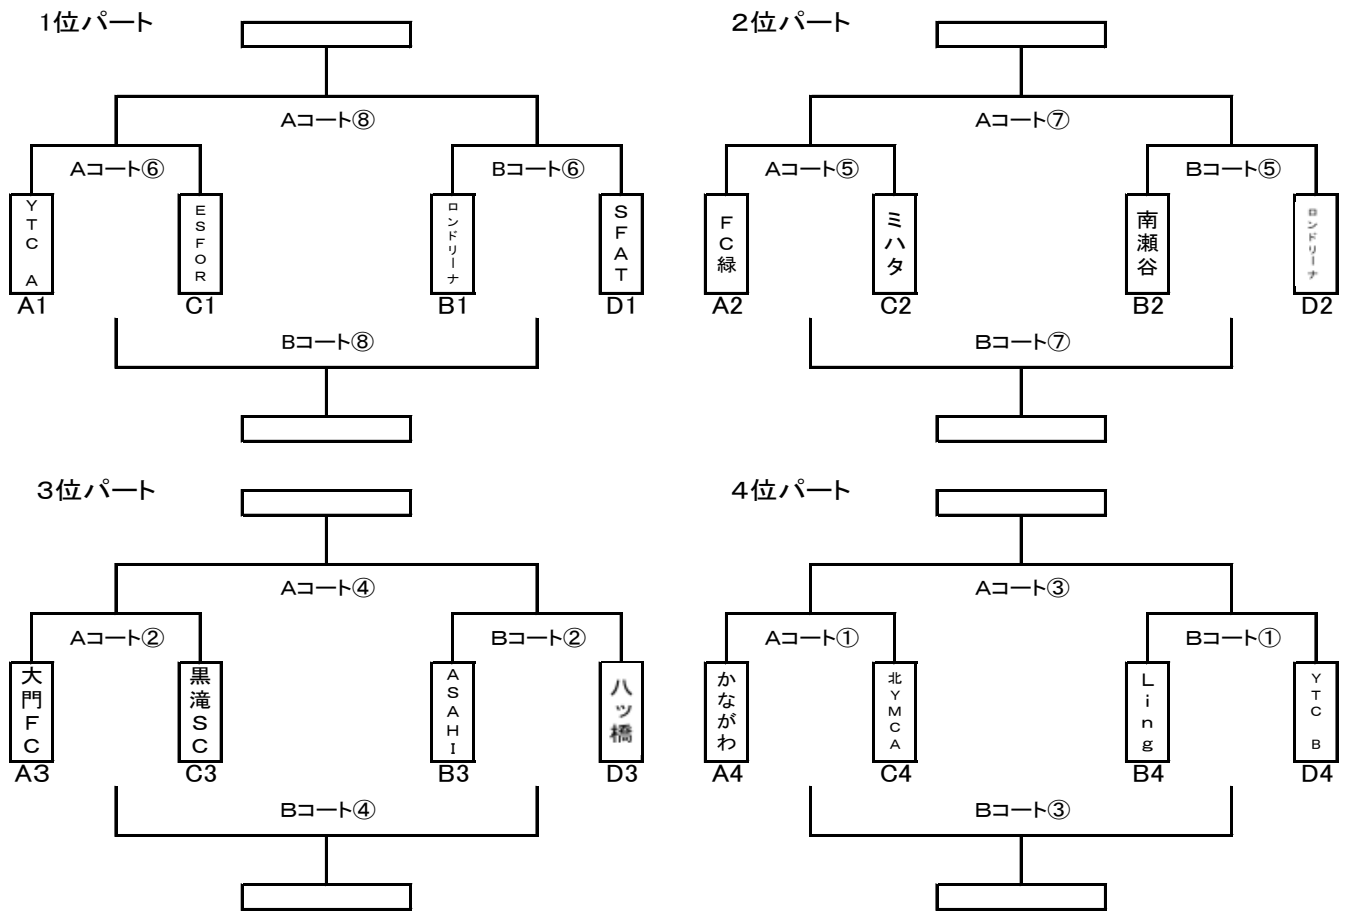 1位パート
Aコート⑧
Aコート⑥
Bコート⑥
YTC A
ESFOR
ロンドリーナ
SFAT
A1
C1
B1
D1
Bコート⑧
2位パート
Aコート⑦
Aコート⑤
Bコート⑤
FC緑
ミハタ
南瀬谷
ロンドリーナ
A2
C2
B2
D2
Bコート⑦
3位パート
Aコート④
Aコート②
Bコート②
大門FC
黒滝SC
ASAHI
八ッ橋
A3
C3
B3
D3
Bコート④
4位パート
Aコート③
Aコート①
Bコート①
かながわ
北YMCA
Ling
YTC B
A4
C4
B4
D4
Bコート③